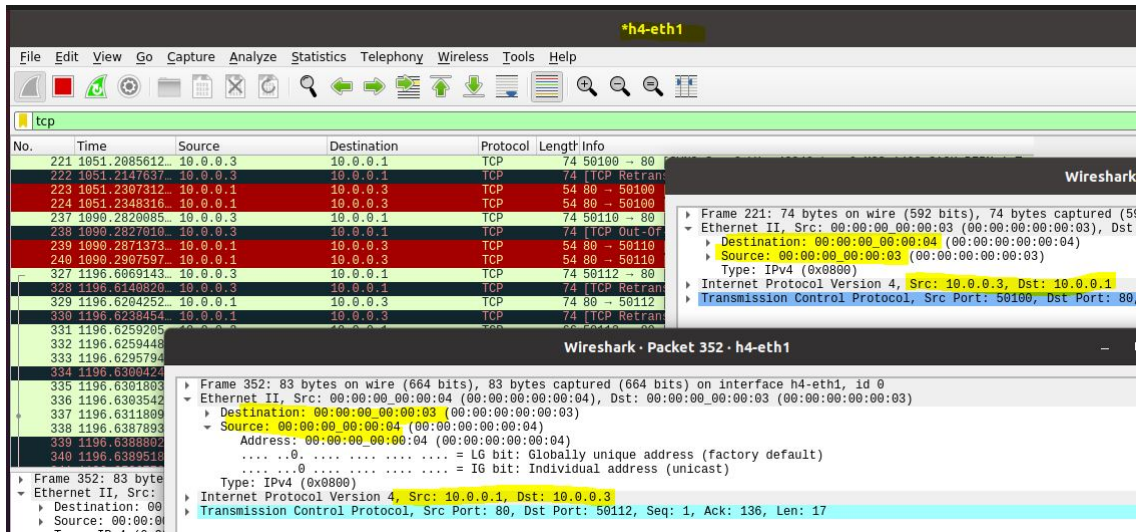 *h4-eth1
File Edit View Go Capture Analyze Statistics Telephony Wireless Tools Help
tcp
No. Time Source Destination Protocol Length Info
221 1051.2085612… 10.0.0.3 10.0.0.1 TCP 74 50100 → 80
222 1051.2147637… 10.0.0.3 10.0.0.1 TCP 74 [TCP Retrans
223 1051.2307312… 10.0.0.1 10.0.0.3 TCP 54 80 → 50100
224 1051.2348316… 10.0.0.1 10.0.0.3 TCP 54 80 → 50100
237 1090.2820085… 10.0.0.3 10.0.0.1 TCP 74 50110 → 80
238 1090.2827010… 10.0.0.3 10.0.0.1 TCP 74 [TCP Out-Of-
239 1090.2871373… 10.0.0.1 10.0.0.3 TCP 54 80 → 50110
240 1090.2907597… 10.0.0.1 10.0.0.3 TCP 54 80 → 50110
327 1196.6069143… 10.0.0.3 10.0.0.1 TCP 74 50112 → 80
328 1196.6140820… 10.0.0.3 10.0.0.1 TCP 74 [TCP Retrans
329 1196.6204252… 10.0.0.1 10.0.0.3 TCP 74 80 → 50112
330 1196.6238454… 10.0.0.1 10.0.0.3 TCP 74 [TCP Retrans
331 1196.6259205
332 1196.6259448
333 1196.6295794
334 1196.6300424
335 1196.6301803
336 1196.6303542
337 1196.6311809
338 1196.6387893
339 1196.6388802
340 1196.6389518
Frame 352: 83 byte
Ethernet II, Src:
Destination: 00
Source: 00:00:0
Wireshark
Frame 221: 74 bytes on wire (592 bits), 74 bytes captured (59
Ethernet II, Src: 00:00:00_00:00:03 (00:00:00:00:00:03), Dst
Destination: 00:00:00_00:00:04 (00:00:00:00:00:04)
Source: 00:00:00_00:00:03 (00:00:00:00:00:03)
Type: IPv4 (0x0800)
Internet Protocol Version 4, Src: 10.0.0.3, Dst: 10.0.0.1
Transmission Control Protocol, Src Port: 50100, Dst Port: 80,
Wireshark · Packet 352 · h4-eth1
Frame 352: 83 bytes on wire (664 bits), 83 bytes captured (664 bits) on interface h4-eth1, id 0
Ethernet II, Src: 00:00:00_00:00:04 (00:00:00:00:00:04), Dst: 00:00:00_00:00:03 (00:00:00:00:00:03)
Destination: 00:00:00_00:00:03 (00:00:00:00:00:03)
Source: 00:00:00_00:00:04 (00:00:00:00:00:04)
Address: 00:00:00_00:00:04 (00:00:00:00:00:04)
.... ..0. .... .... .... .... = LG bit: Globally unique address (factory default)
.... ...0 .... .... .... .... = IG bit: Individual address (unicast)
Type: IPv4 (0x0800)
Internet Protocol Version 4, Src: 10.0.0.1, Dst: 10.0.0.3
Transmission Control Protocol, Src Port: 80, Dst Port: 50112, Seq: 1, Ack: 136, Len: 17